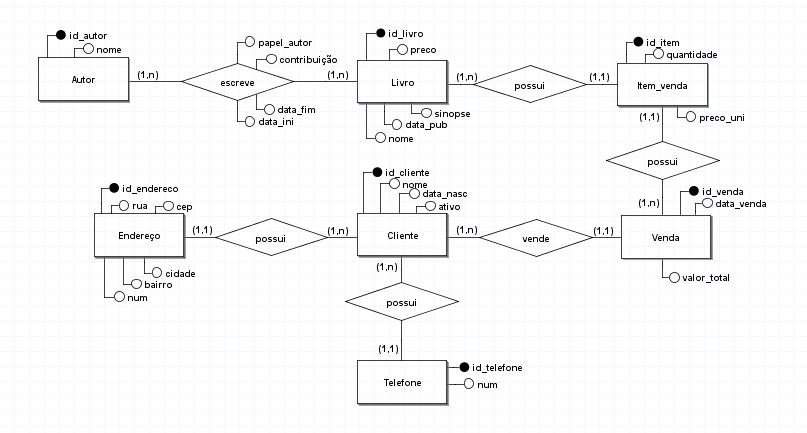 id_autor
nome
Autor
(1,n)
papel_autor
contribuição
escreve
data_fim
data_ini
(1,n)
id_livro
preco
Livro
sinopse
data_pub
nome
(1,n)
possui
(1,1)
id_item
quantidade
Item_venda
preco_uni
(1,1)
possui
(1,n)
id_endereco
rua
cep
Endereço
cidade
bairro
num
(1,1)
possui
(1,n)
id_cliente
nome
data_nasc
ativo
Cliente
(1,n)
vende
(1,1)
id_venda
data_venda
Venda
valor_total
(1,n)
possui
(1,1)
Telefone
id_telefone
num